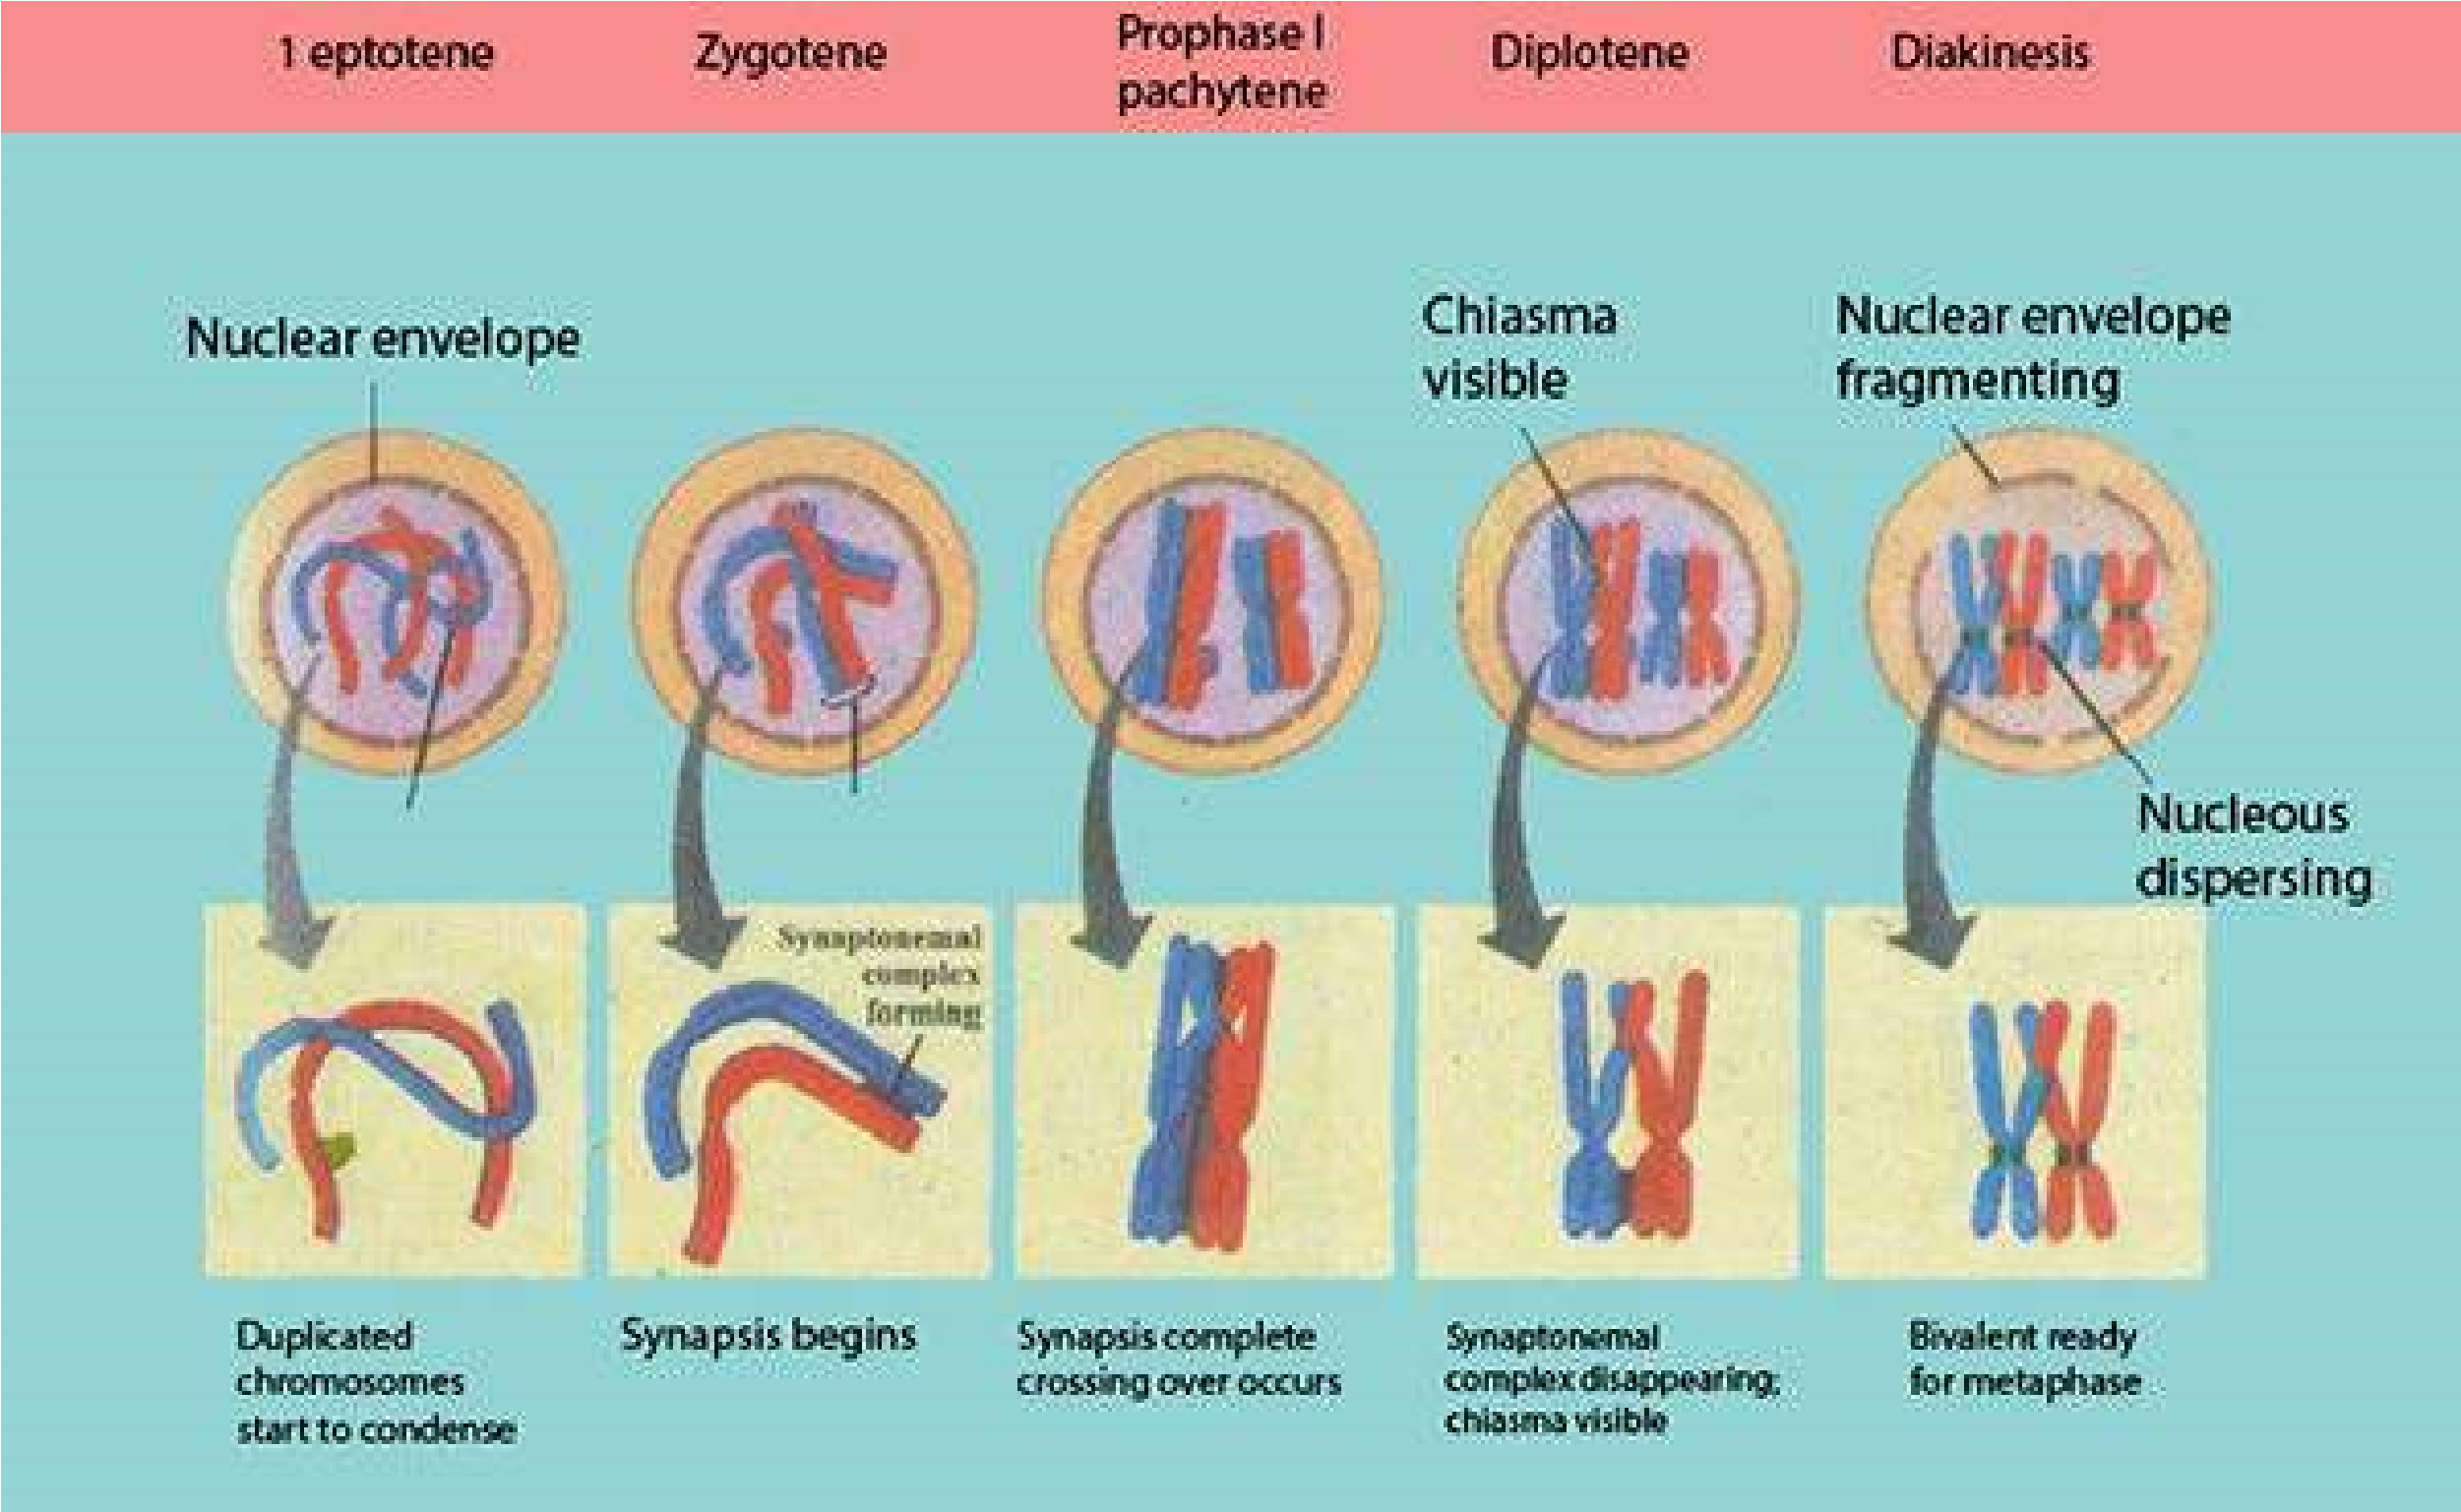 1 eptotene
Zygotene
Prophase I
pachytene
Diplotene
Diakinesis
Nuclear envelope
Chiasma
visible
Nuclear envelope
fragmenting
Nucleous
dispersing
Synaptonemal
complex
forming
Duplicated
chromosomes
start to condense
Synapsis begins
Synapsis complete
crossing over occurs
Synaptonemal
complex disappearing;
chiasma visible
Bivalent ready
for metaphase